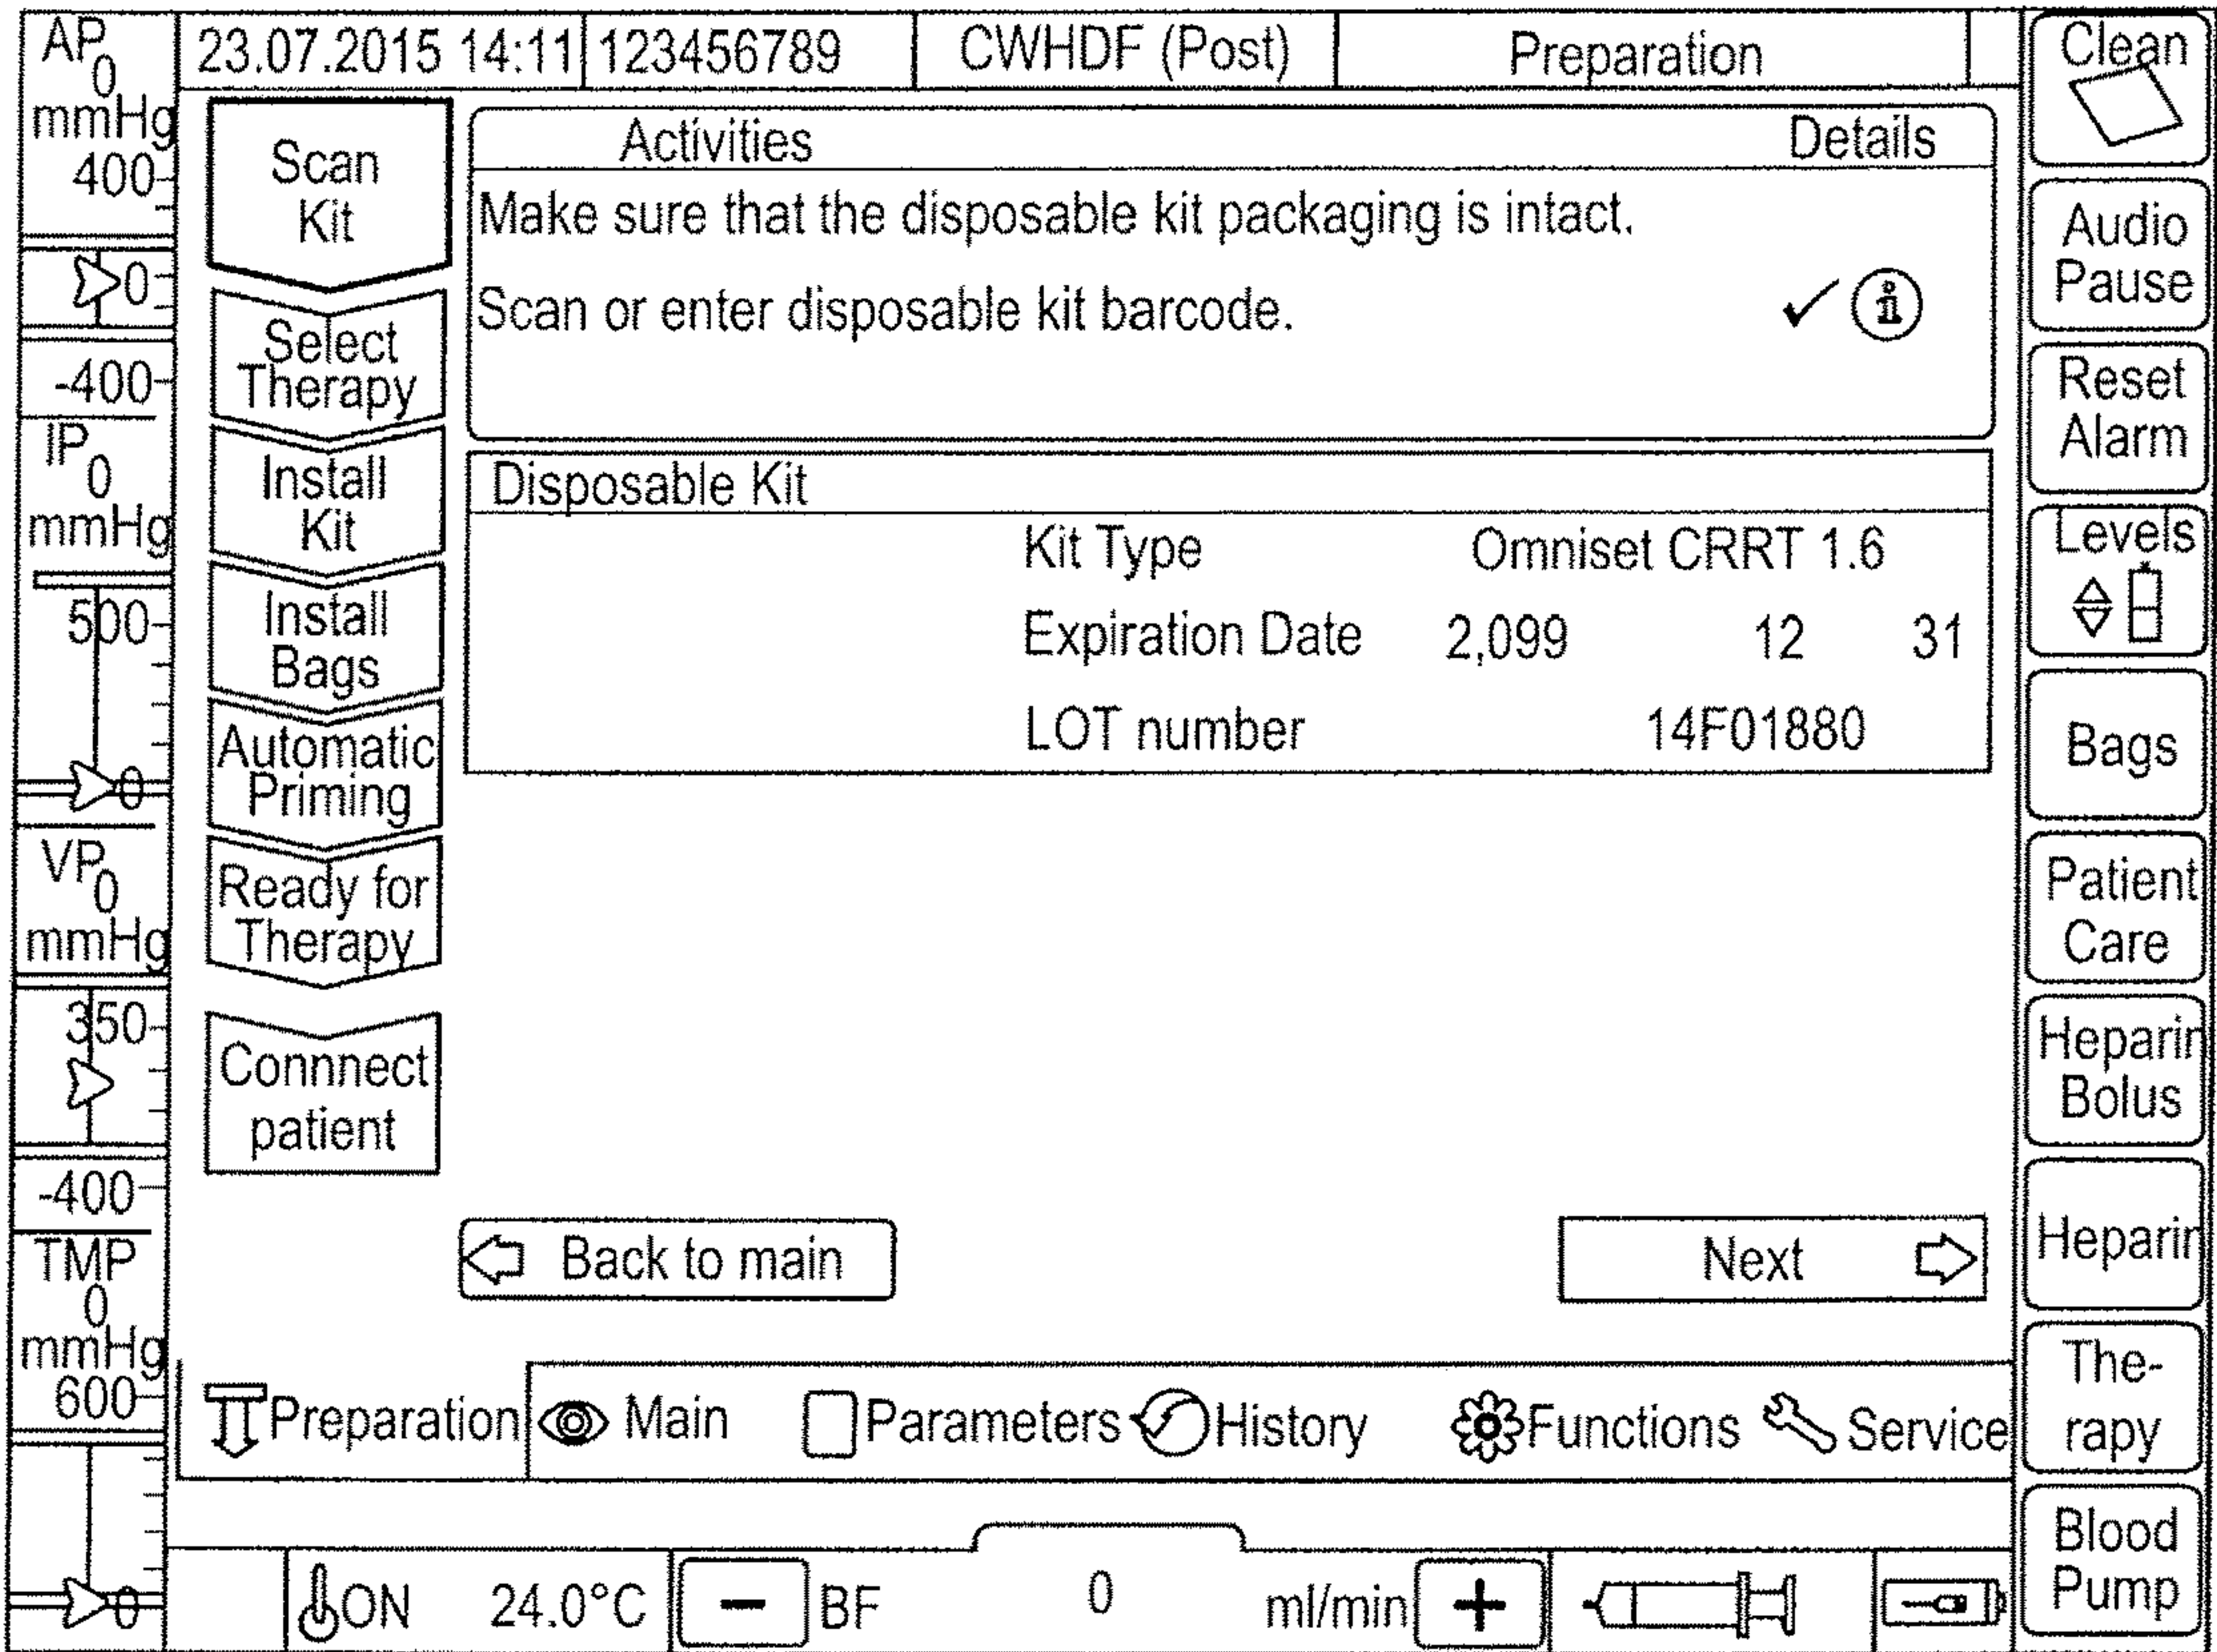 AP
0
mmHg
400
0
-400
IP
0
mmHg
500
0
VP
0
mmHg
350
-400
TMP
0
mmHg
600
0
23.07.2015 14:11 123456789 CWHDF (Post) Preparation
Scan
Kit
Select
Therapy
Install
Kit
Install
Bags
Automatic
Priming
Ready for
Therapy
Connnect
patient
Activities Details
Make sure that the disposable kit packaging is intact.
Scan or enter disposable kit barcode. ✓ i
Disposable Kit
Kit Type Omniset CRRT 1.6
Expiration Date 2,099 12 31
LOT number 14F01880
Back to main Next
Preparation Main Parameters History Functions Service
ON 24.0°C − BF 0 ml/min +
Clean
Audio
Pause
Reset
Alarm
Levels
Bags
Patient
Care
Heparin
Bolus
Heparin
The-
rapy
Blood
Pump